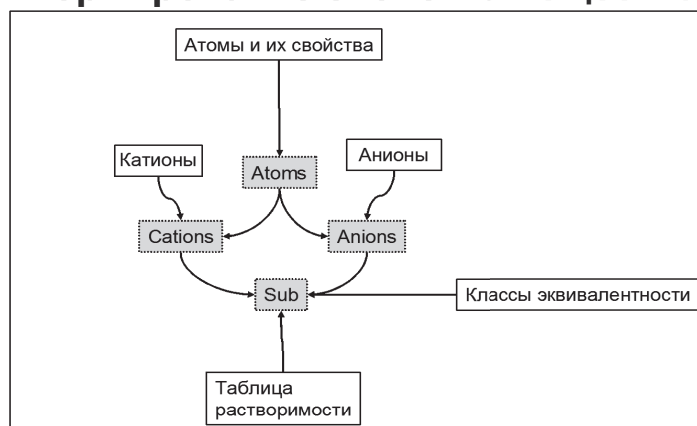 Атомы и их свойства
Катионы
Анионы
Atoms
Cations
Anions
Sub
Классы эквивалентности
Таблица
растворимости